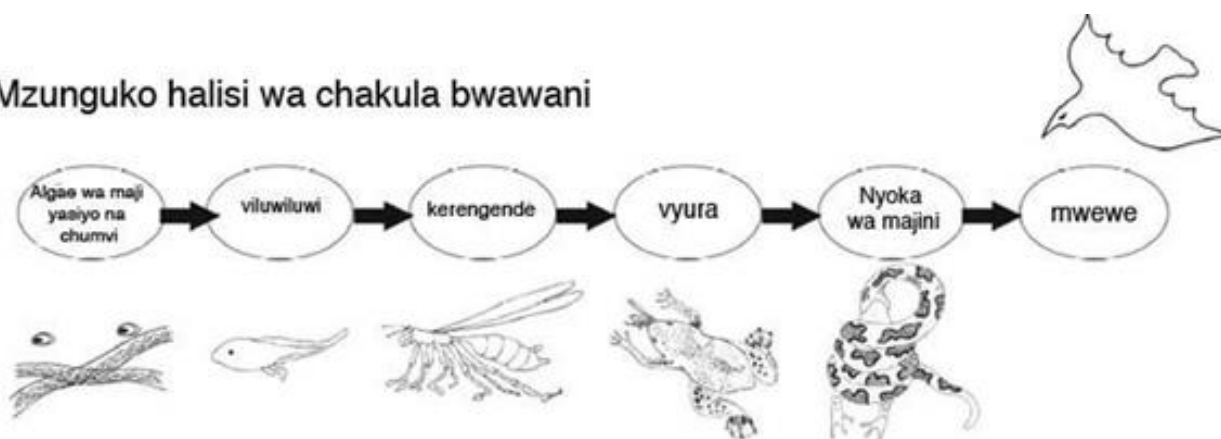 Mzunguko halisi wa chakula bwawani
Algae wa maji
yasiyo na
chumvi
viluwiluwi
kerengende
vyura
Nyoka
wa majini
mwewe